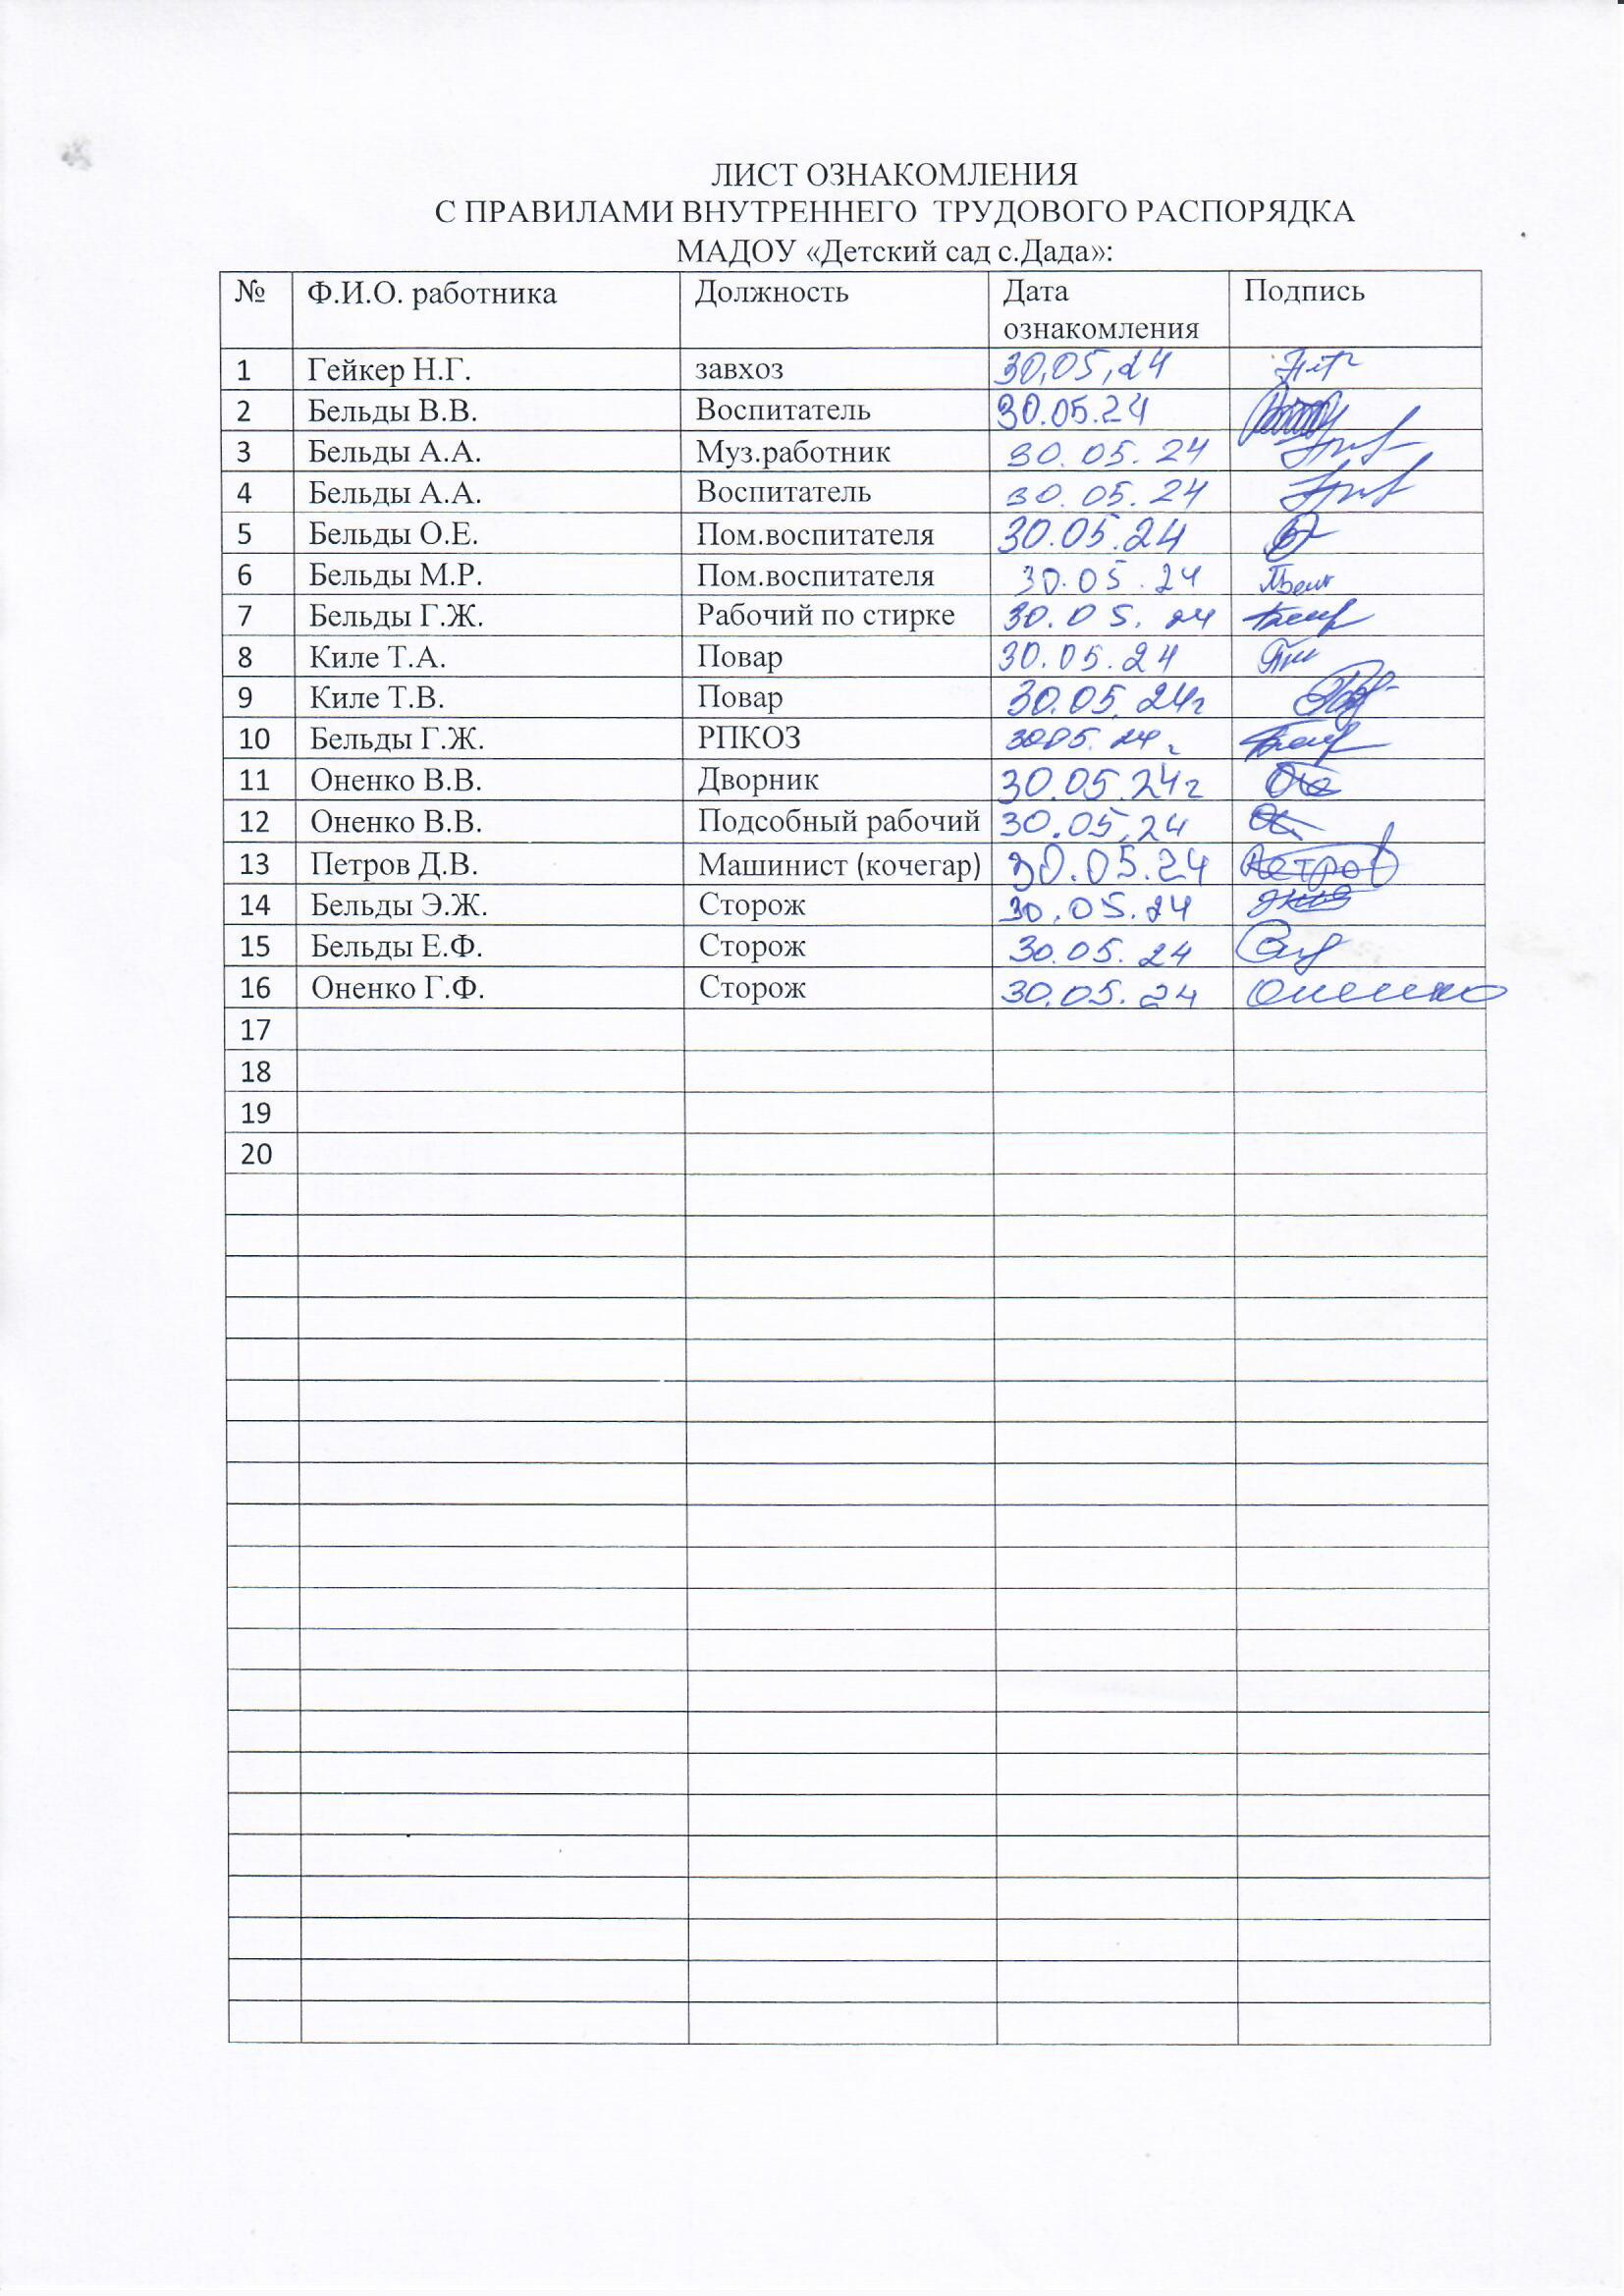 ЛИСТ ОЗНАКОМЛЕНИЯ
С ПРАВИЛАМИ ВНУТРЕННЕГО ТРУДОВОГО РАСПОРЯДКА
МАДОУ «Детский сад с.Дада»:
№ Ф.И.О. работника Должность Дата ознакомления Подпись
1 Гейкер Н.Г. завхоз 30,05,24
2 Бельды В.В. Воспитатель 30.05.24
3 Бельды А.А. Муз.работник 30.05.24
4 Бельды А.А. Воспитатель 30.05.24
5 Бельды О.Е. Пом.воспитателя 30.05.24
6 Бельды М.Р. Пом.воспитателя 30.05.24
7 Бельды Г.Ж. Рабочий по стирке 30.05.24
8 Киле Т.А. Повар 30.05.24
9 Киле Т.В. Повар 30.05.24г
10 Бельды Г.Ж. РПКОЗ 3005.24г
11 Оненко В.В. Дворник 30.05.24г
12 Оненко В.В. Подсобный рабочий 30.05.24
13 Петров Д.В. Машинист (кочегар) 30.05.24 Петров
14 Бельды Э.Ж. Сторож 30.05.24
15 Бельды Е.Ф. Сторож 30.05.24
16 Оненко Г.Ф. Сторож 30.05.24 Оненко
17
18
19
20